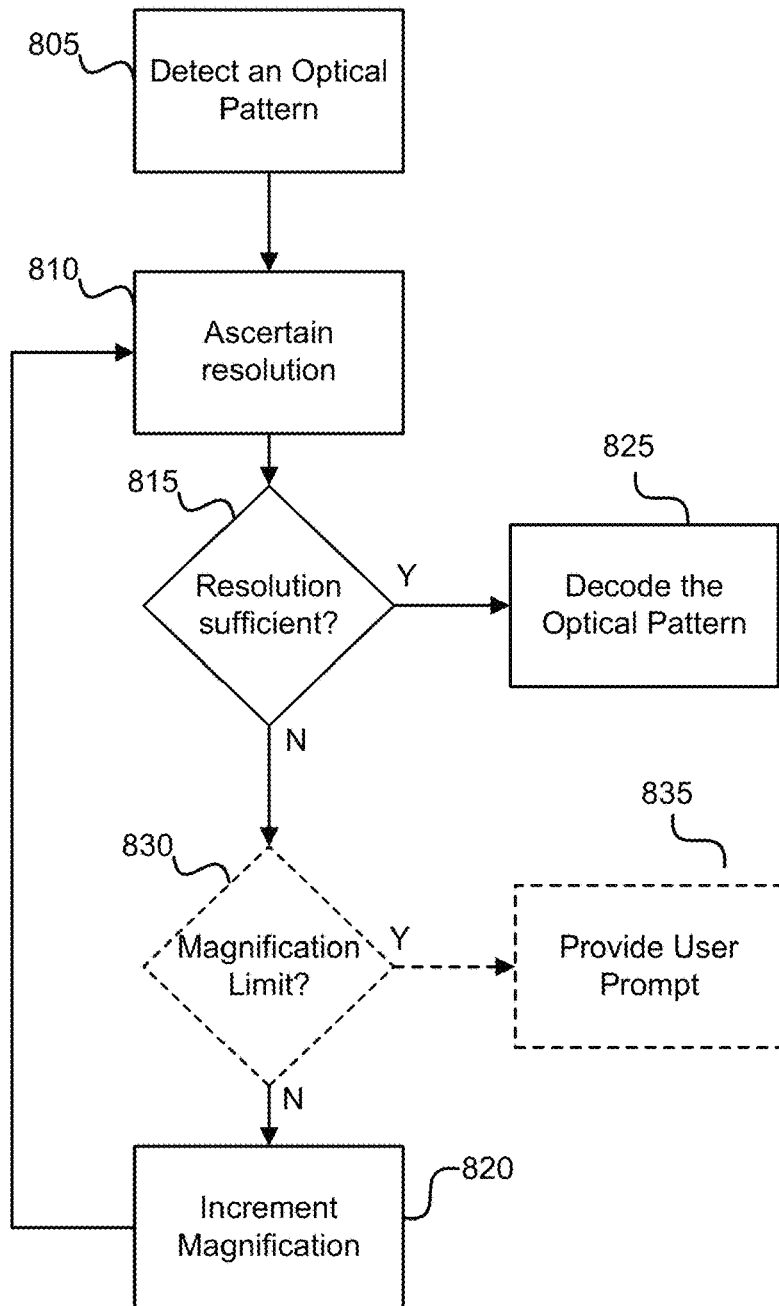 805
Detect an Optical
Pattern
810
Ascertain
resolution
815
825
Resolution
sufficient?
Y
Decode the
Optical Pattern
N
830
835
Magnification
Limit?
Y
Provide User
Prompt
N
820
Increment
Magnification